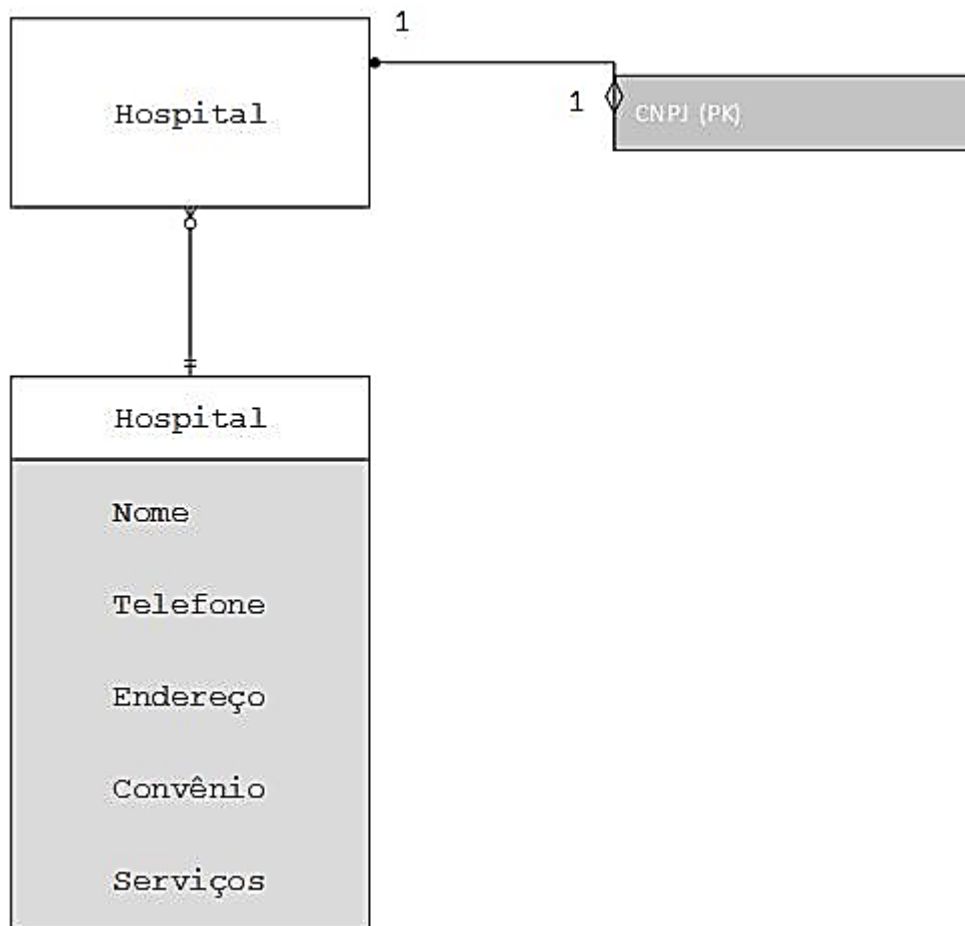 1
Hospital
1
CNPJ (PK)
Hospital
Nome
Telefone
Endereço
Convênio
Serviços